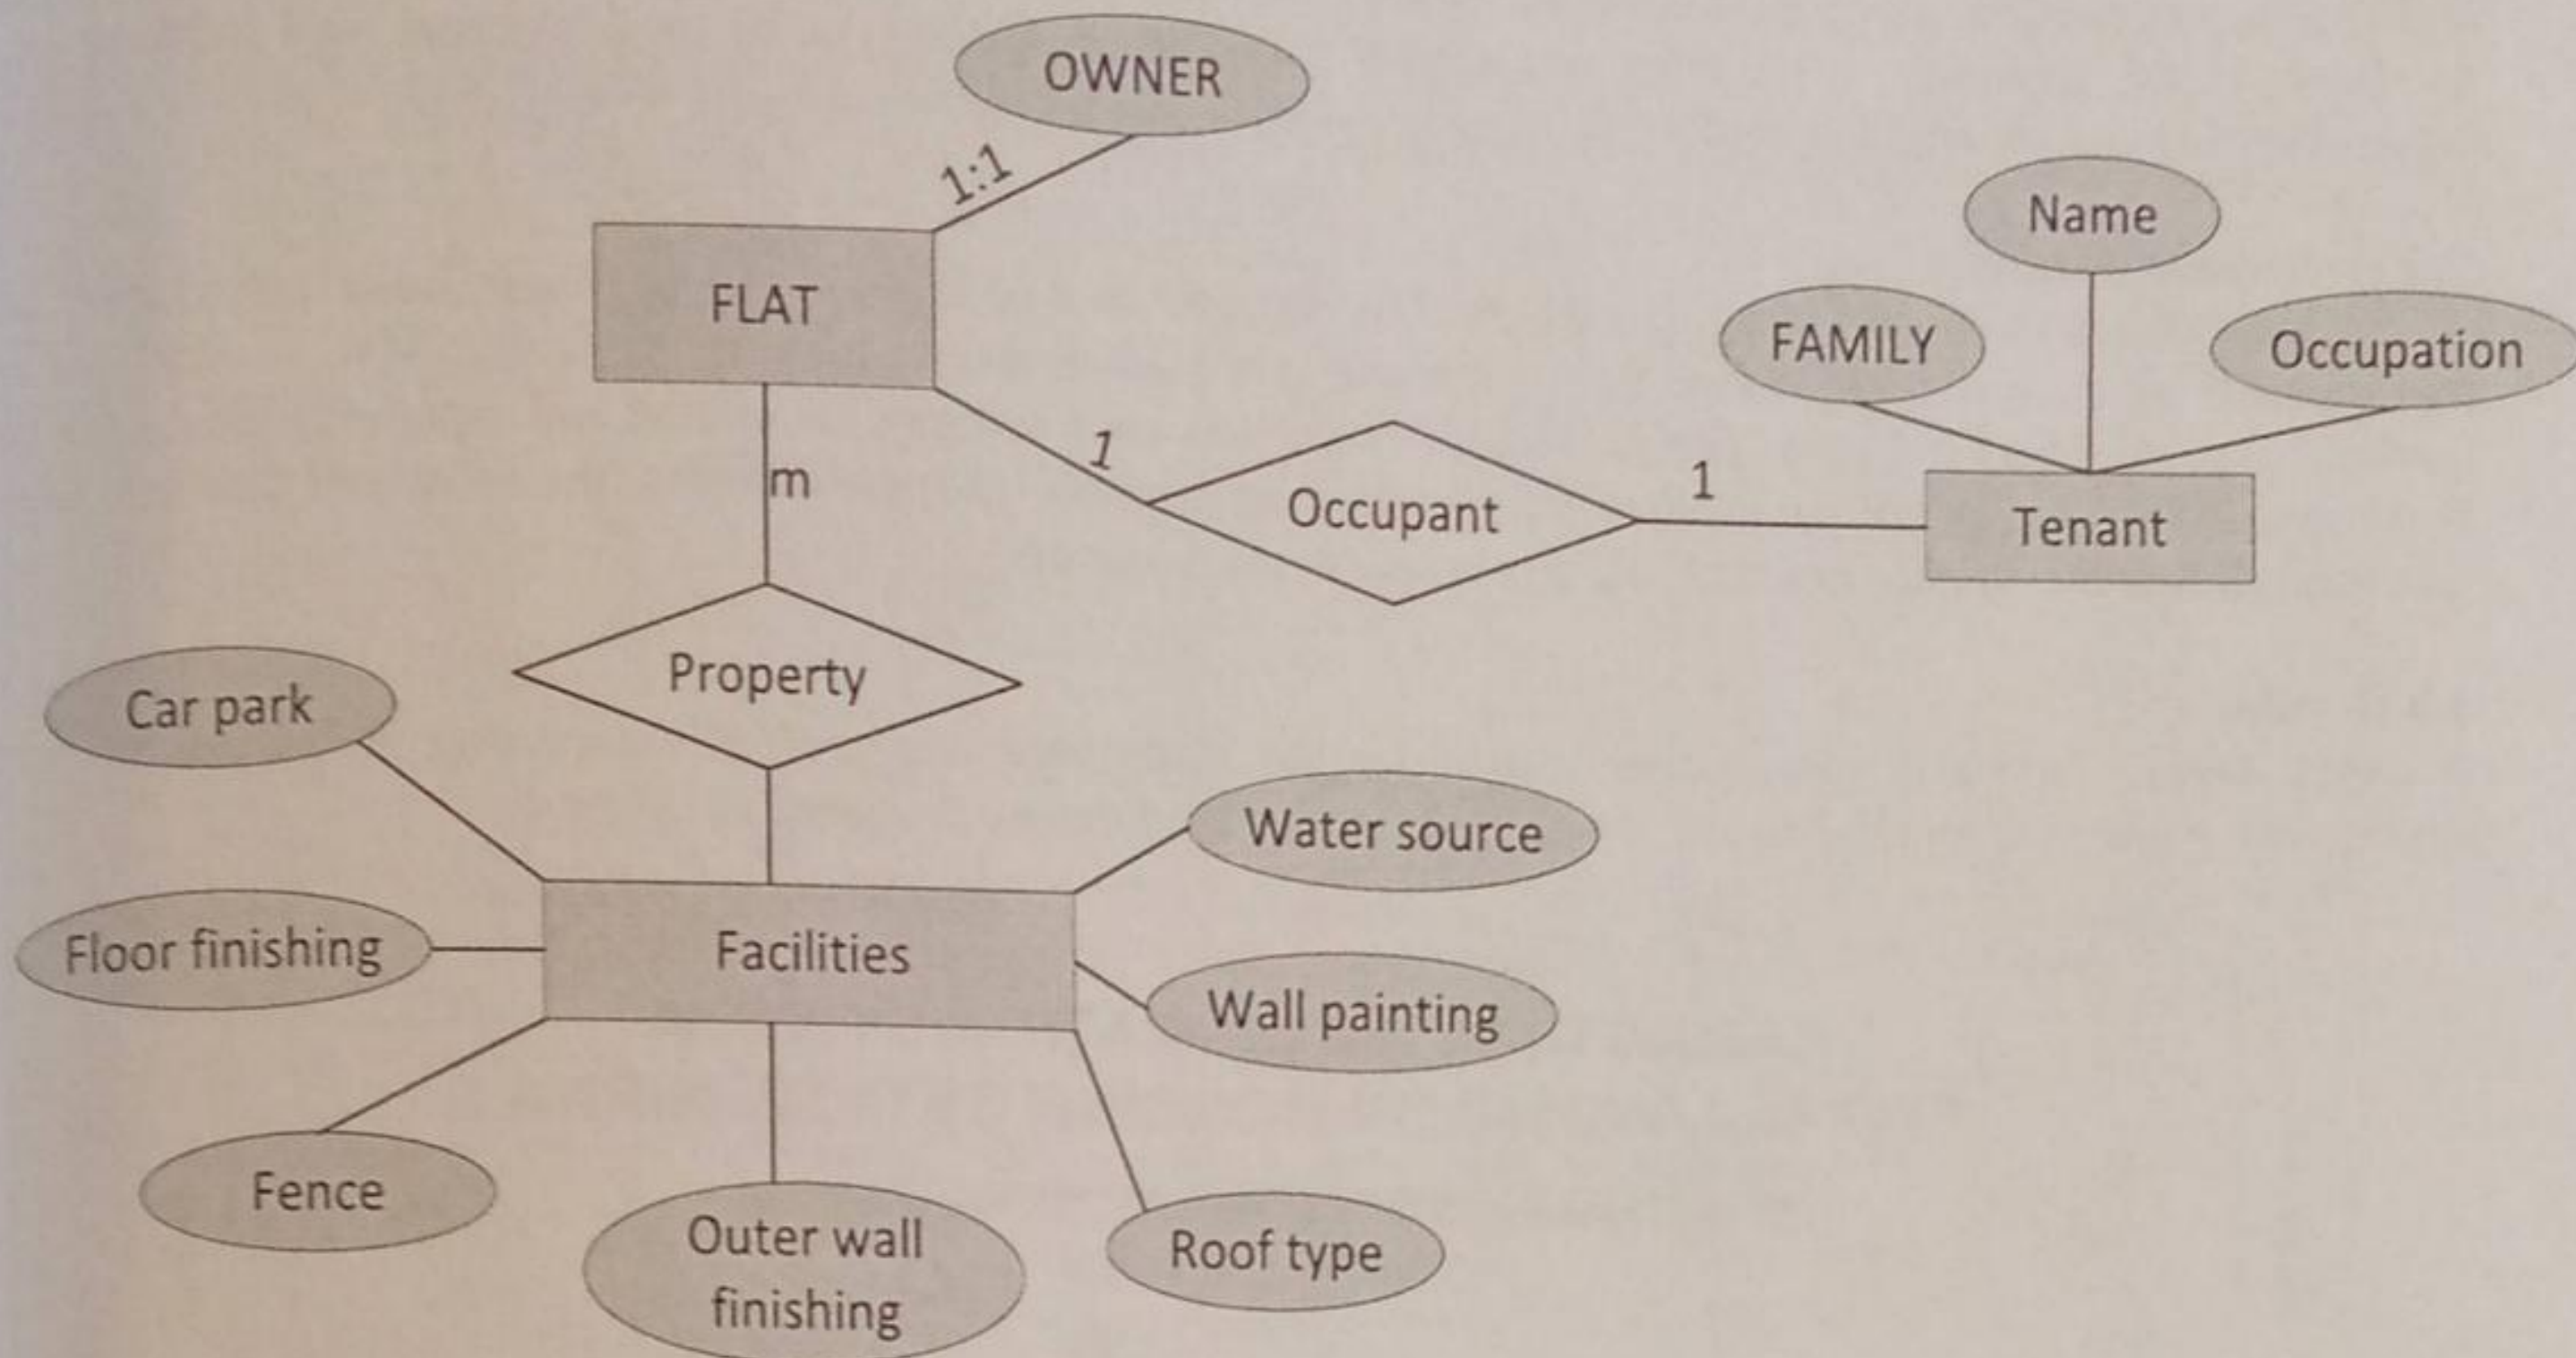 OWNER
1:1
Name
FLAT
FAMILY
Occupation
1
1
m
Occupant
Tenant
Property
Car park
Water source
Floor finishing
Facilities
Wall painting
Fence
Outer wall
finishing
Roof type